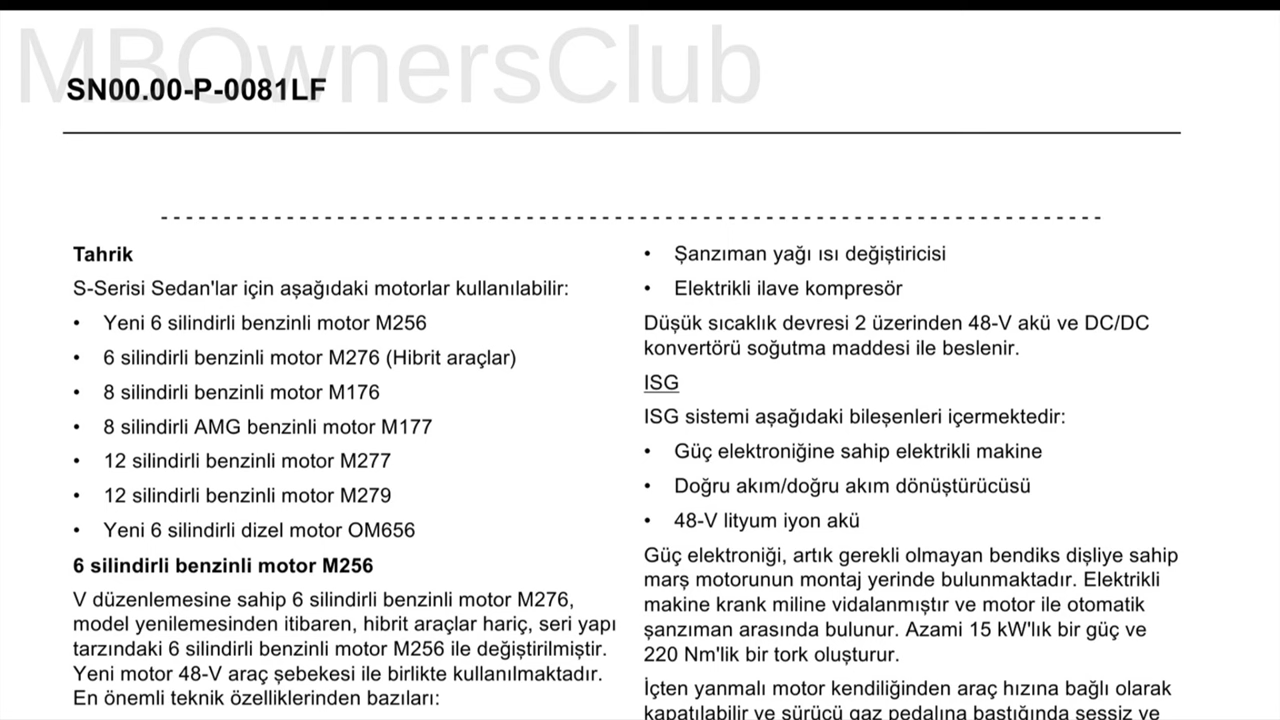 MBOwnersClub
SN00.00-P-0081LF
Tahrik
S-Serisi Sedan'lar için aşağıdaki motorlar kullanılabilir:
• Yeni 6 silindirli benzinli motor M256
• 6 silindirli benzinli motor M276 (Hibrit araçlar)
• 8 silindirli benzinli motor M176
• 8 silindirli AMG benzinli motor M177
• 12 silindirli benzinli motor M277
• 12 silindirli benzinli motor M279
• Yeni 6 silindirli dizel motor OM656
6 silindirli benzinli motor M256
V düzenlemesine sahip 6 silindirli benzinli motor M276,
model yenilemesinden itibaren, hibrit araçlar hariç, seri yapı
tarzındaki 6 silindirli benzinli motor M256 ile değiştirilmiştir.
Yeni motor 48-V araç şebekesi ile birlikte kullanılmaktadır.
En önemli teknik özelliklerinden bazıları:
• Şanzıman yağı ısı değiştiricisi
• Elektrikli ilave kompresör
Düşük sıcaklık devresi 2 üzerinden 48-V akü ve DC/DC
konvertörü soğutma maddesi ile beslenir.
ISG
ISG sistemi aşağıdaki bileşenleri içermektedir:
• Güç elektroniğine sahip elektrikli makine
• Doğru akım/doğru akım dönüştürücüsü
• 48-V lityum iyon akü
Güç elektroniği, artık gerekli olmayan bendiks dişliye sahip
marş motorunun montaj yerinde bulunmaktadır. Elektrikli
makine krank miline vidalanmıştır ve motor ile otomatik
şanzıman arasında bulunur. Azami 15 kW'lık bir güç ve
220 Nm'lik bir tork oluşturur.
İçten yanmalı motor kendiliğinden araç hızına bağlı olarak
kapatılabilir ve sürücü gaz pedalına bastığında sessiz ve